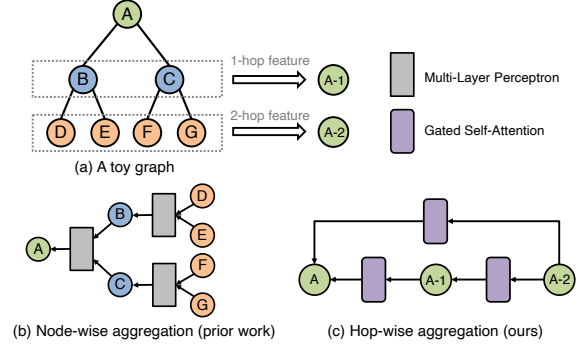 A
1-hop feature
B
C
A-1
Multi-Layer Perceptron
2-hop feature
D
E
F
G
A-2
Gated Self-Attention
(a) A toy graph
D
B
E
A
C
F
G
(b) Node-wise aggregation (prior work)
A
A-1
A-2
(c) Hop-wise aggregation (ours)